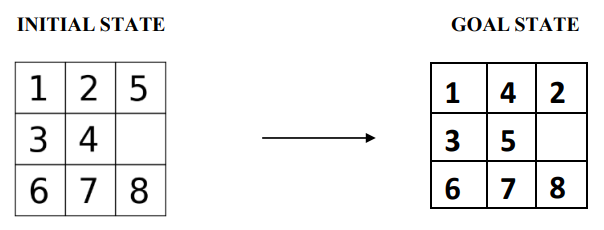 INITIAL STATE
GOAL STATE
1 2 5
3 4
6 7 8
1 4 2
3 5
6 7 8